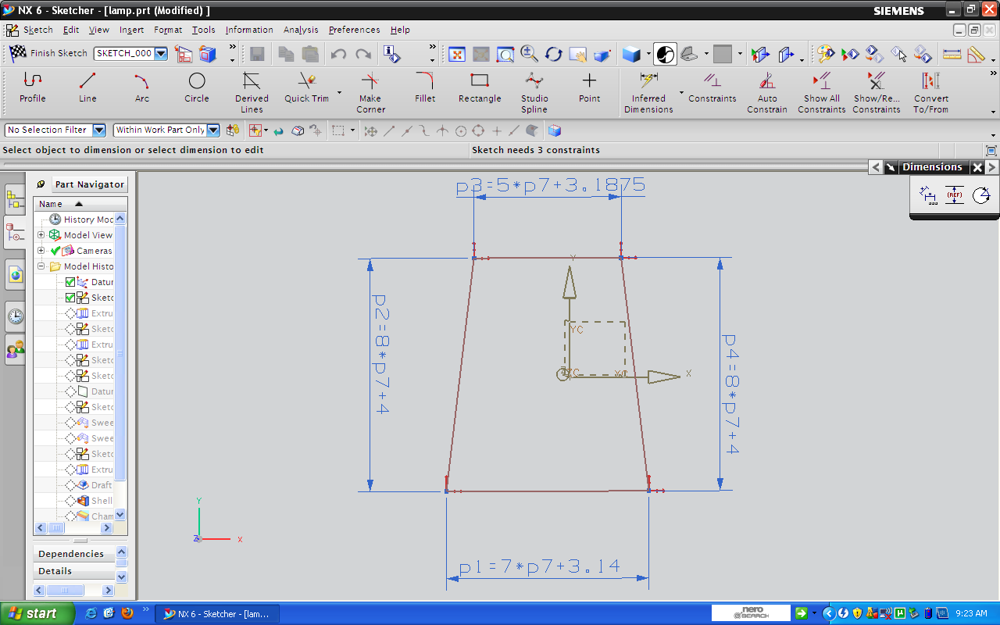 NX 6 - Sketcher - [lamp.prt (Modified) ]
SIEMENS
Sketch Edit View Insert Format Tools Information Analysis Preferences Help
Finish Sketch SKETCH_000
Profile Line Arc Circle Derived Lines Quick Trim Make Corner Fillet Rectangle Studio Spline Point Inferred Dimensions Constraints Auto Constrain Show All Constraints Show/Re... Constraints Convert To/From
No Selection Filter Within Work Part Only
Select object to dimension or select dimension to edit Sketch needs 3 constraints
Dimensions
(REF)
Part Navigator
Name
History Moc
Model View
Cameras
Model Histo
Datur
Sketc
Extru
Sketc
Extru
Sketc
Sketc
Datur
Sketc
Swee
Swee
Sketc
Extru
Draft
Shell
Cham
Dependencies
Details
p3=5*p7+3.1875
p2=8*p7+4
p4=8*p7+4
p1=7*p7+3.14
Y
YC
X
Y
Z
X
start NX 6 - Sketcher - [lam... nero SEARCH 9:23 AM